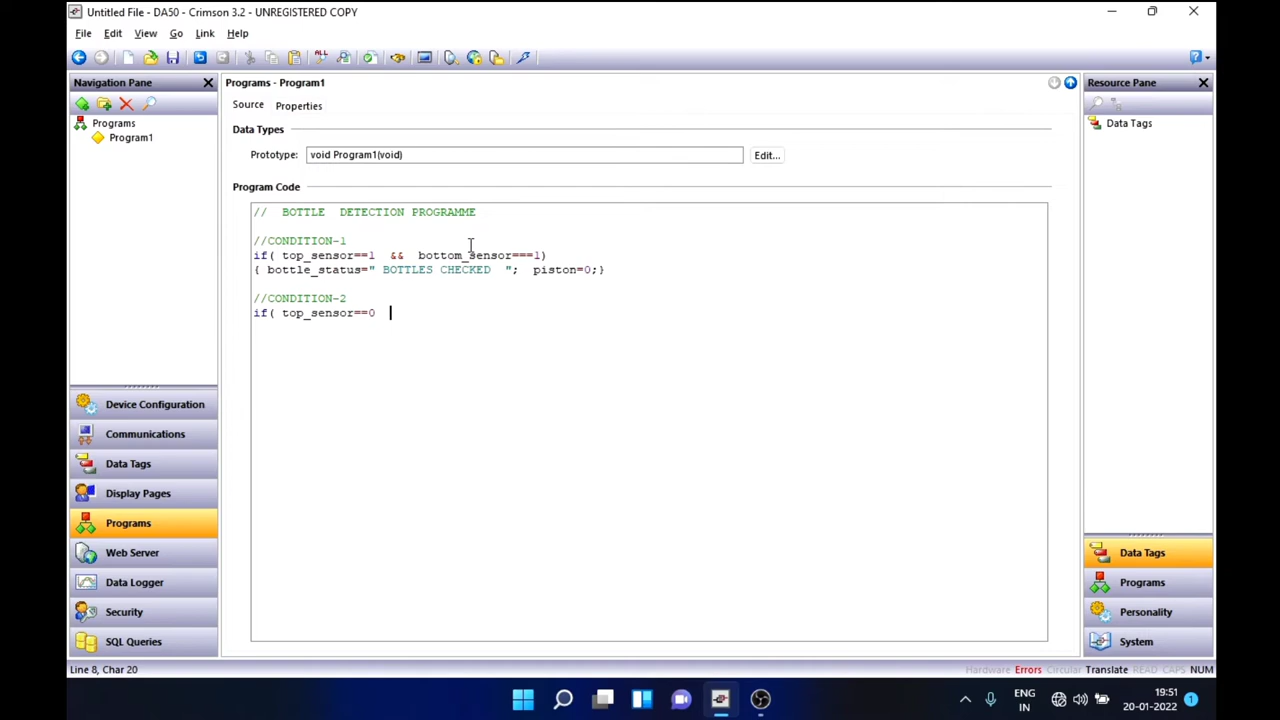 Untitled File - DA50 - Crimson 3.2 - UNREGISTERED COPY
File Edit View Go Link Help
ALL
Navigation Pane
Programs - Program1
Resource Pane
Source Properties
Programs
Program1
Data Tags
Data Types
Prototype: void Program1(void) Edit...
Program Code
// BOTTLE DETECTION PROGRAMME
//CONDITION-1
if( top_sensor==1 && bottom_sensor===1)
{ bottle_status=" BOTTLES CHECKED "; piston=0;}
//CONDITION-2
if( top_sensor==0
Device Configuration
Communications
Data Tags
Display Pages
Programs
Web Server
Data Logger
Security
SQL Queries
Data Tags
Programs
Personality
System
Line 8, Char 20
Hardware Errors Circular Translate READ CAPS NUM
ENG
IN
19:51
20-01-2022
1